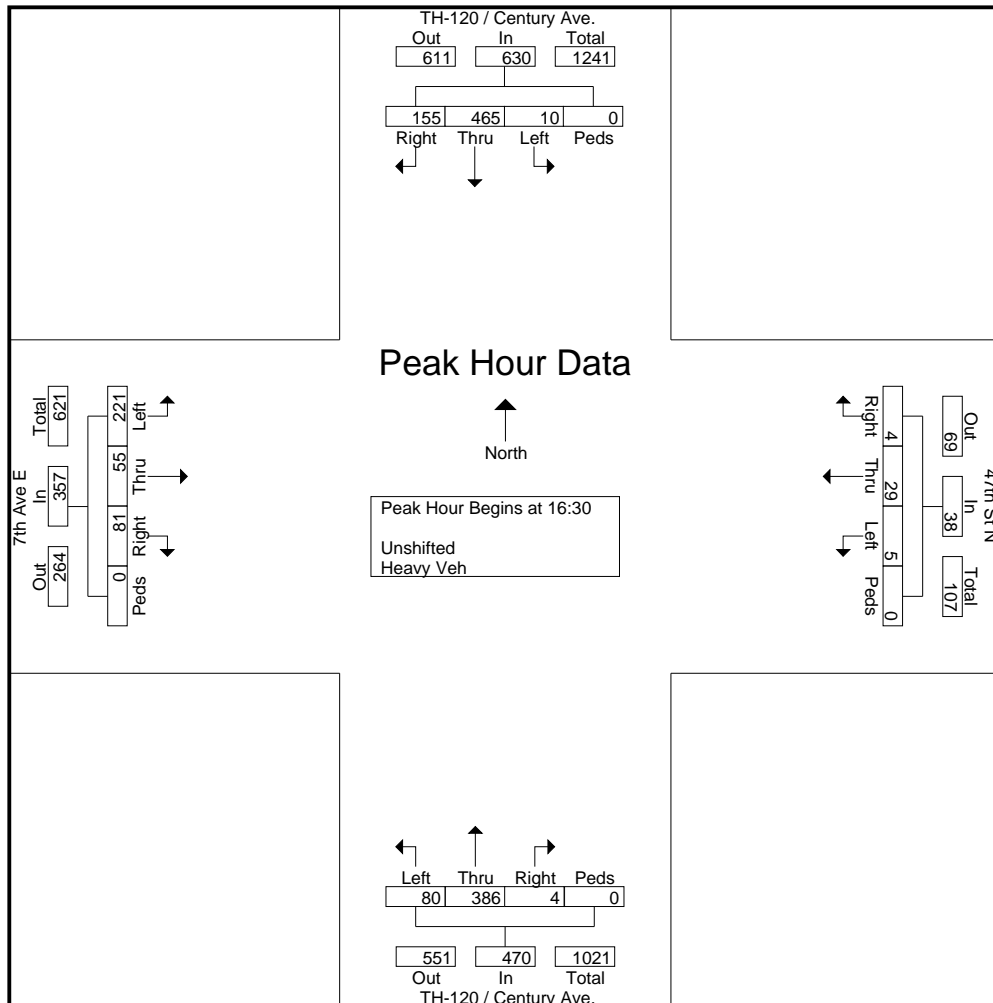 TH-120 / Century Ave.
Out In Total
611 630 1241
155 465 10 0
Right Thru Left Peds
Peak Hour Data
North
Peak Hour Begins at 16:30
Unshifted
Heavy Veh
7th Ave E
Out In Total
264 357 621
0 81 55 221
Peds Right Thru Left
47th St N
Out In Total
69 38 107
4 29 5 0
Right Thru Left Peds
Left Thru Right Peds
80 386 4 0
551 470 1021
Out In Total
TH-120 / Century Ave.